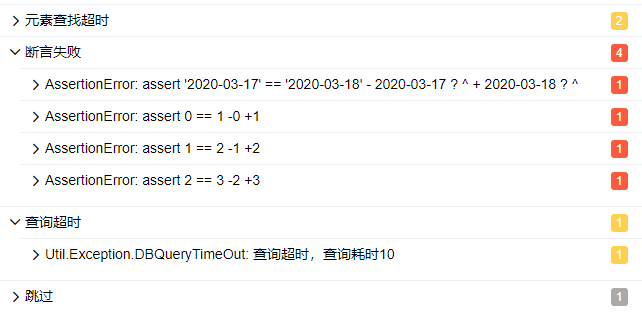 元素查找超时 2
断言失败 4
AssertionError: assert '2020-03-17' == '2020-03-18' - 2020-03-17 ? ^ + 2020-03-18 ? ^ 1
AssertionError: assert 0 == 1 -0 +1 1
AssertionError: assert 1 == 2 -1 +2 1
AssertionError: assert 2 == 3 -2 +3 1
查询超时 1
Util.Exception.DBQueryTimeOut: 查询超时，查询耗时10 1
跳过 1